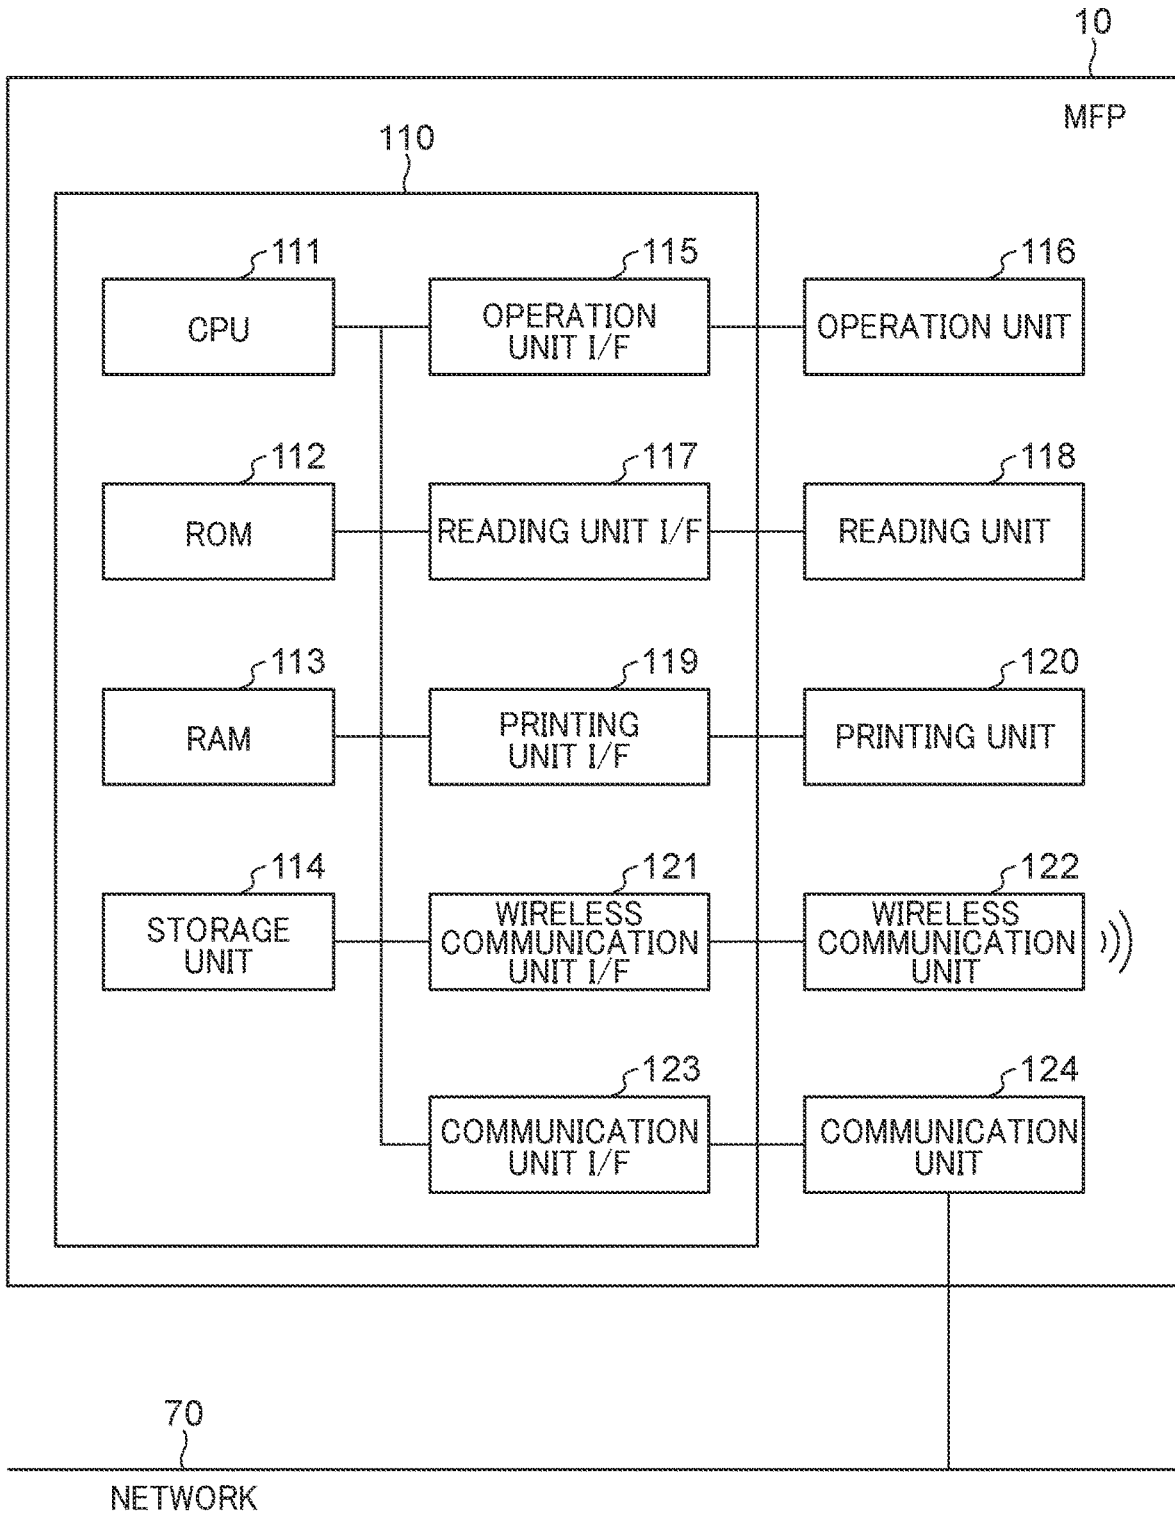 10
MFP
110
111
CPU
115
OPERATION
UNIT I/F
116
OPERATION UNIT
112
ROM
117
READING UNIT I/F
118
READING UNIT
113
RAM
119
PRINTING
UNIT I/F
120
PRINTING UNIT
114
STORAGE
UNIT
121
WIRELESS
COMMUNICATION
UNIT I/F
122
WIRELESS
COMMUNICATION
UNIT
123
COMMUNICATION
UNIT I/F
124
COMMUNICATION
UNIT
70
NETWORK